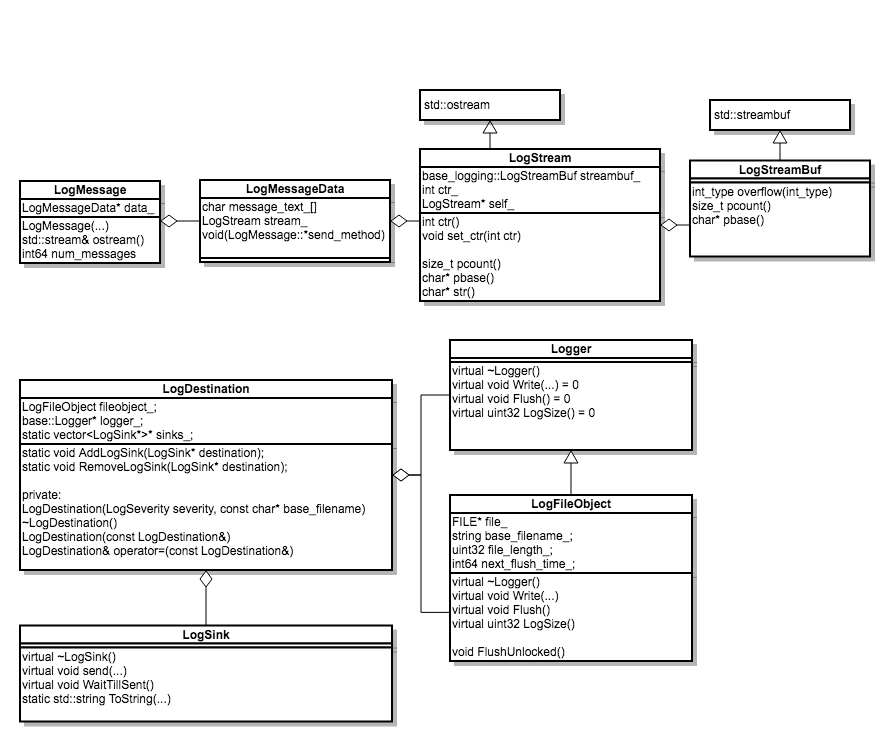 std::ostream
std::streambuf
LogMessage
LogMessageData* data_
LogMessage(...)
std::stream& ostream()
int64 num_messages
LogMessageData
char message_text_[]
LogStream stream_
void(LogMessage::*send_method)
LogStream
base_logging::LogStreamBuf streambuf_
int ctr_
LogStream* self_
int ctr()
void set_ctr(int ctr)
size_t pcount()
char* pbase()
char* str()
LogStreamBuf
int_type overflow(int_type)
size_t pcount()
char* pbase()
LogDestination
LogFileObject fileobject_;
base::Logger* logger_;
static vector<LogSink*>* sinks_;
static void AddLogSink(LogSink* destination);
static void RemoveLogSink(LogSink* destination);
private:
LogDestination(LogSeverity severity, const char* base_filename)
~LogDestination()
LogDestination(const LogDestination&)
LogDestination& operator=(const LogDestination&)
Logger
virtual ~Logger()
virtual void Write(...) = 0
virtual void Flush() = 0
virtual uint32 LogSize() = 0
LogFileObject
FILE* file_
string base_filename_;
uint32 file_length_;
int64 next_flush_time_;
virtual ~Logger()
virtual void Write(...)
virtual void Flush()
virtual uint32 LogSize()
void FlushUnlocked()
LogSink
virtual ~LogSink()
virtual void send(...)
virtual void WaitTillSent()
static std::string ToString(...)